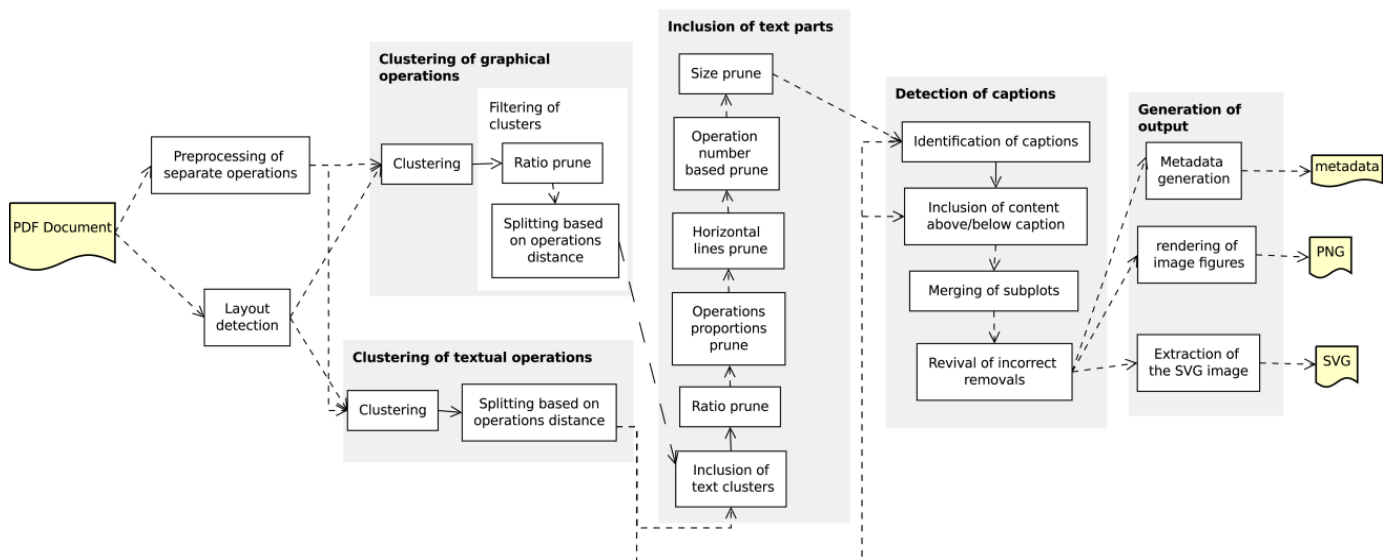 PDF Document
Preprocessing of
separate operations
Layout
detection
Clustering of graphical
operations
Clustering
Filtering of
clusters
Ratio prune
Splitting based
on operations
distance
Clustering of textual operations
Clustering
Splitting based on
operations distance
Inclusion of text parts
Size prune
Operation
number
based prune
Horizontal
lines prune
Operations
proportions
prune
Ratio prune
Inclusion of
text clusters
Detection of captions
Identification of captions
Inclusion of content
above/below caption
Merging of subplots
Revival of incorrect
removals
Generation of
output
Metadata
generation
rendering of
image figures
Extraction of
the SVG image
metadata
PNG
SVG